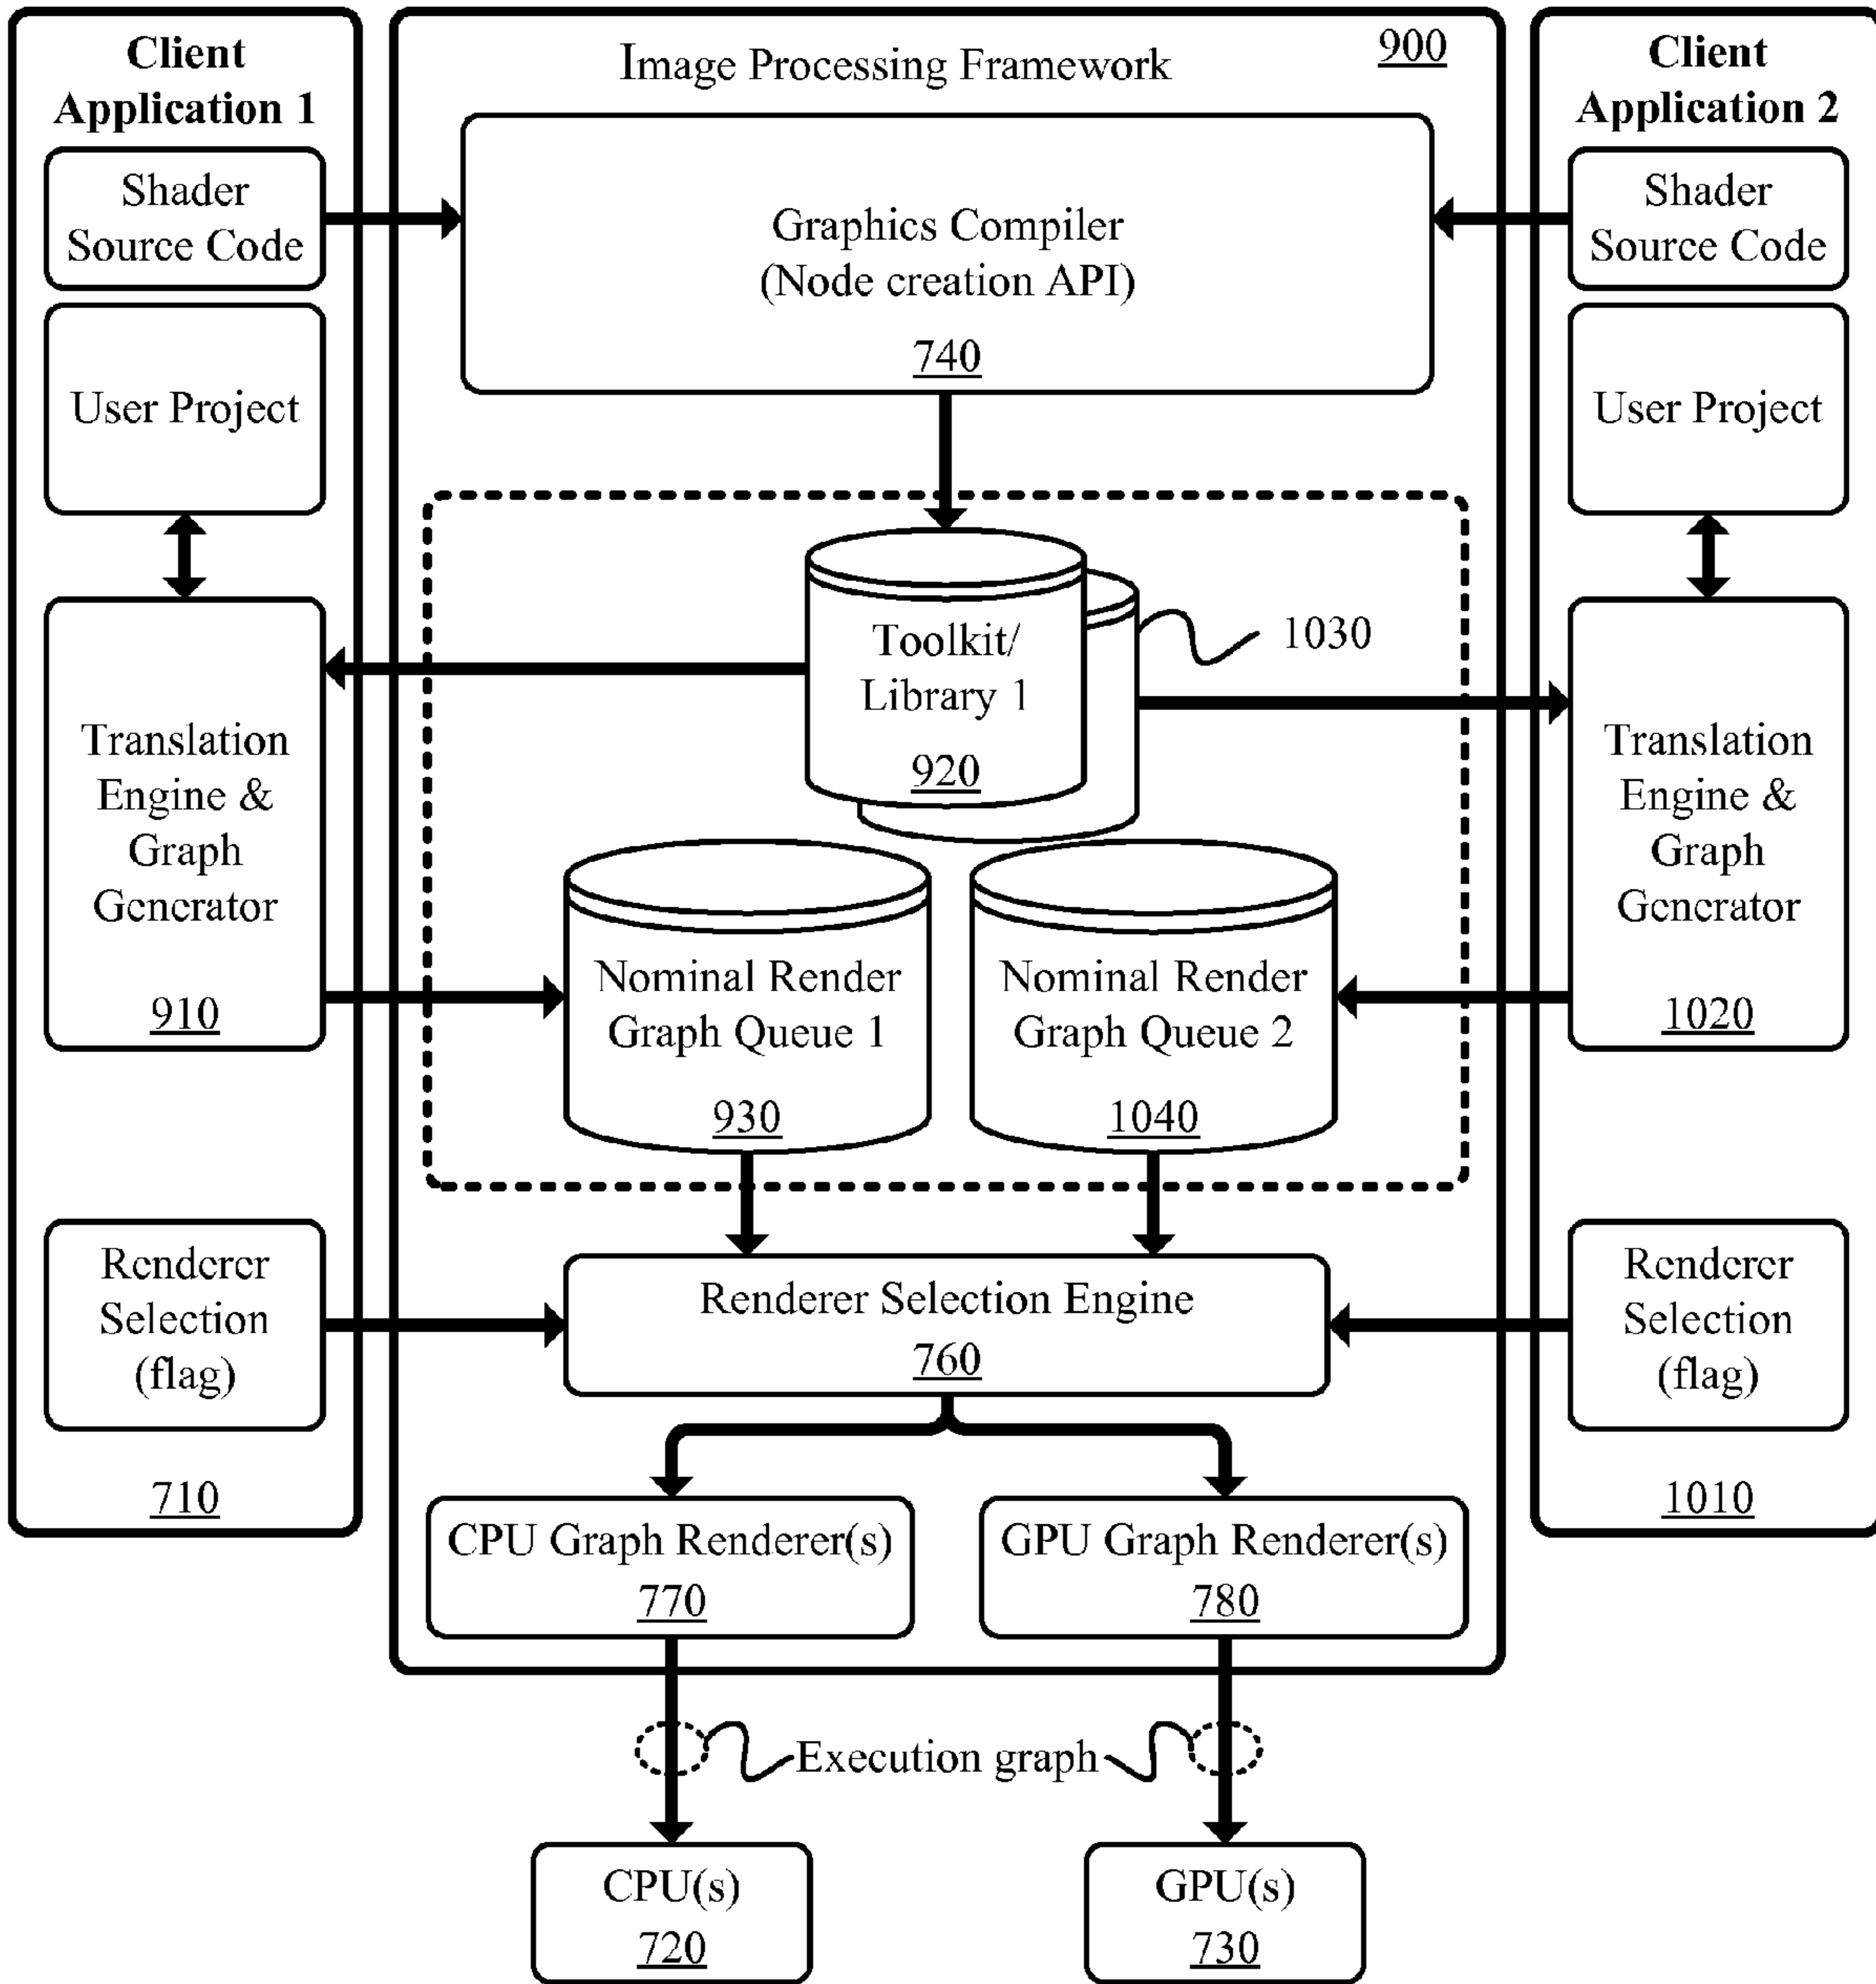 Client
Application 1
Shader
Source Code
User Project
Translation
Engine &
Graph
Generator
910
Renderer
Selection
(flag)
710
Image Processing Framework
900
Graphics Compiler
(Node creation API)
740
Toolkit/
Library 1
920
1030
Nominal Render
Graph Queue 1
930
Nominal Render
Graph Queue 2
1040
Renderer Selection Engine
760
CPU Graph Renderer(s)
770
GPU Graph Renderer(s)
780
Execution graph
CPU(s)
720
GPU(s)
730
Client
Application 2
Shader
Source Code
User Project
Translation
Engine &
Graph
Generator
1020
Renderer
Selection
(flag)
1010